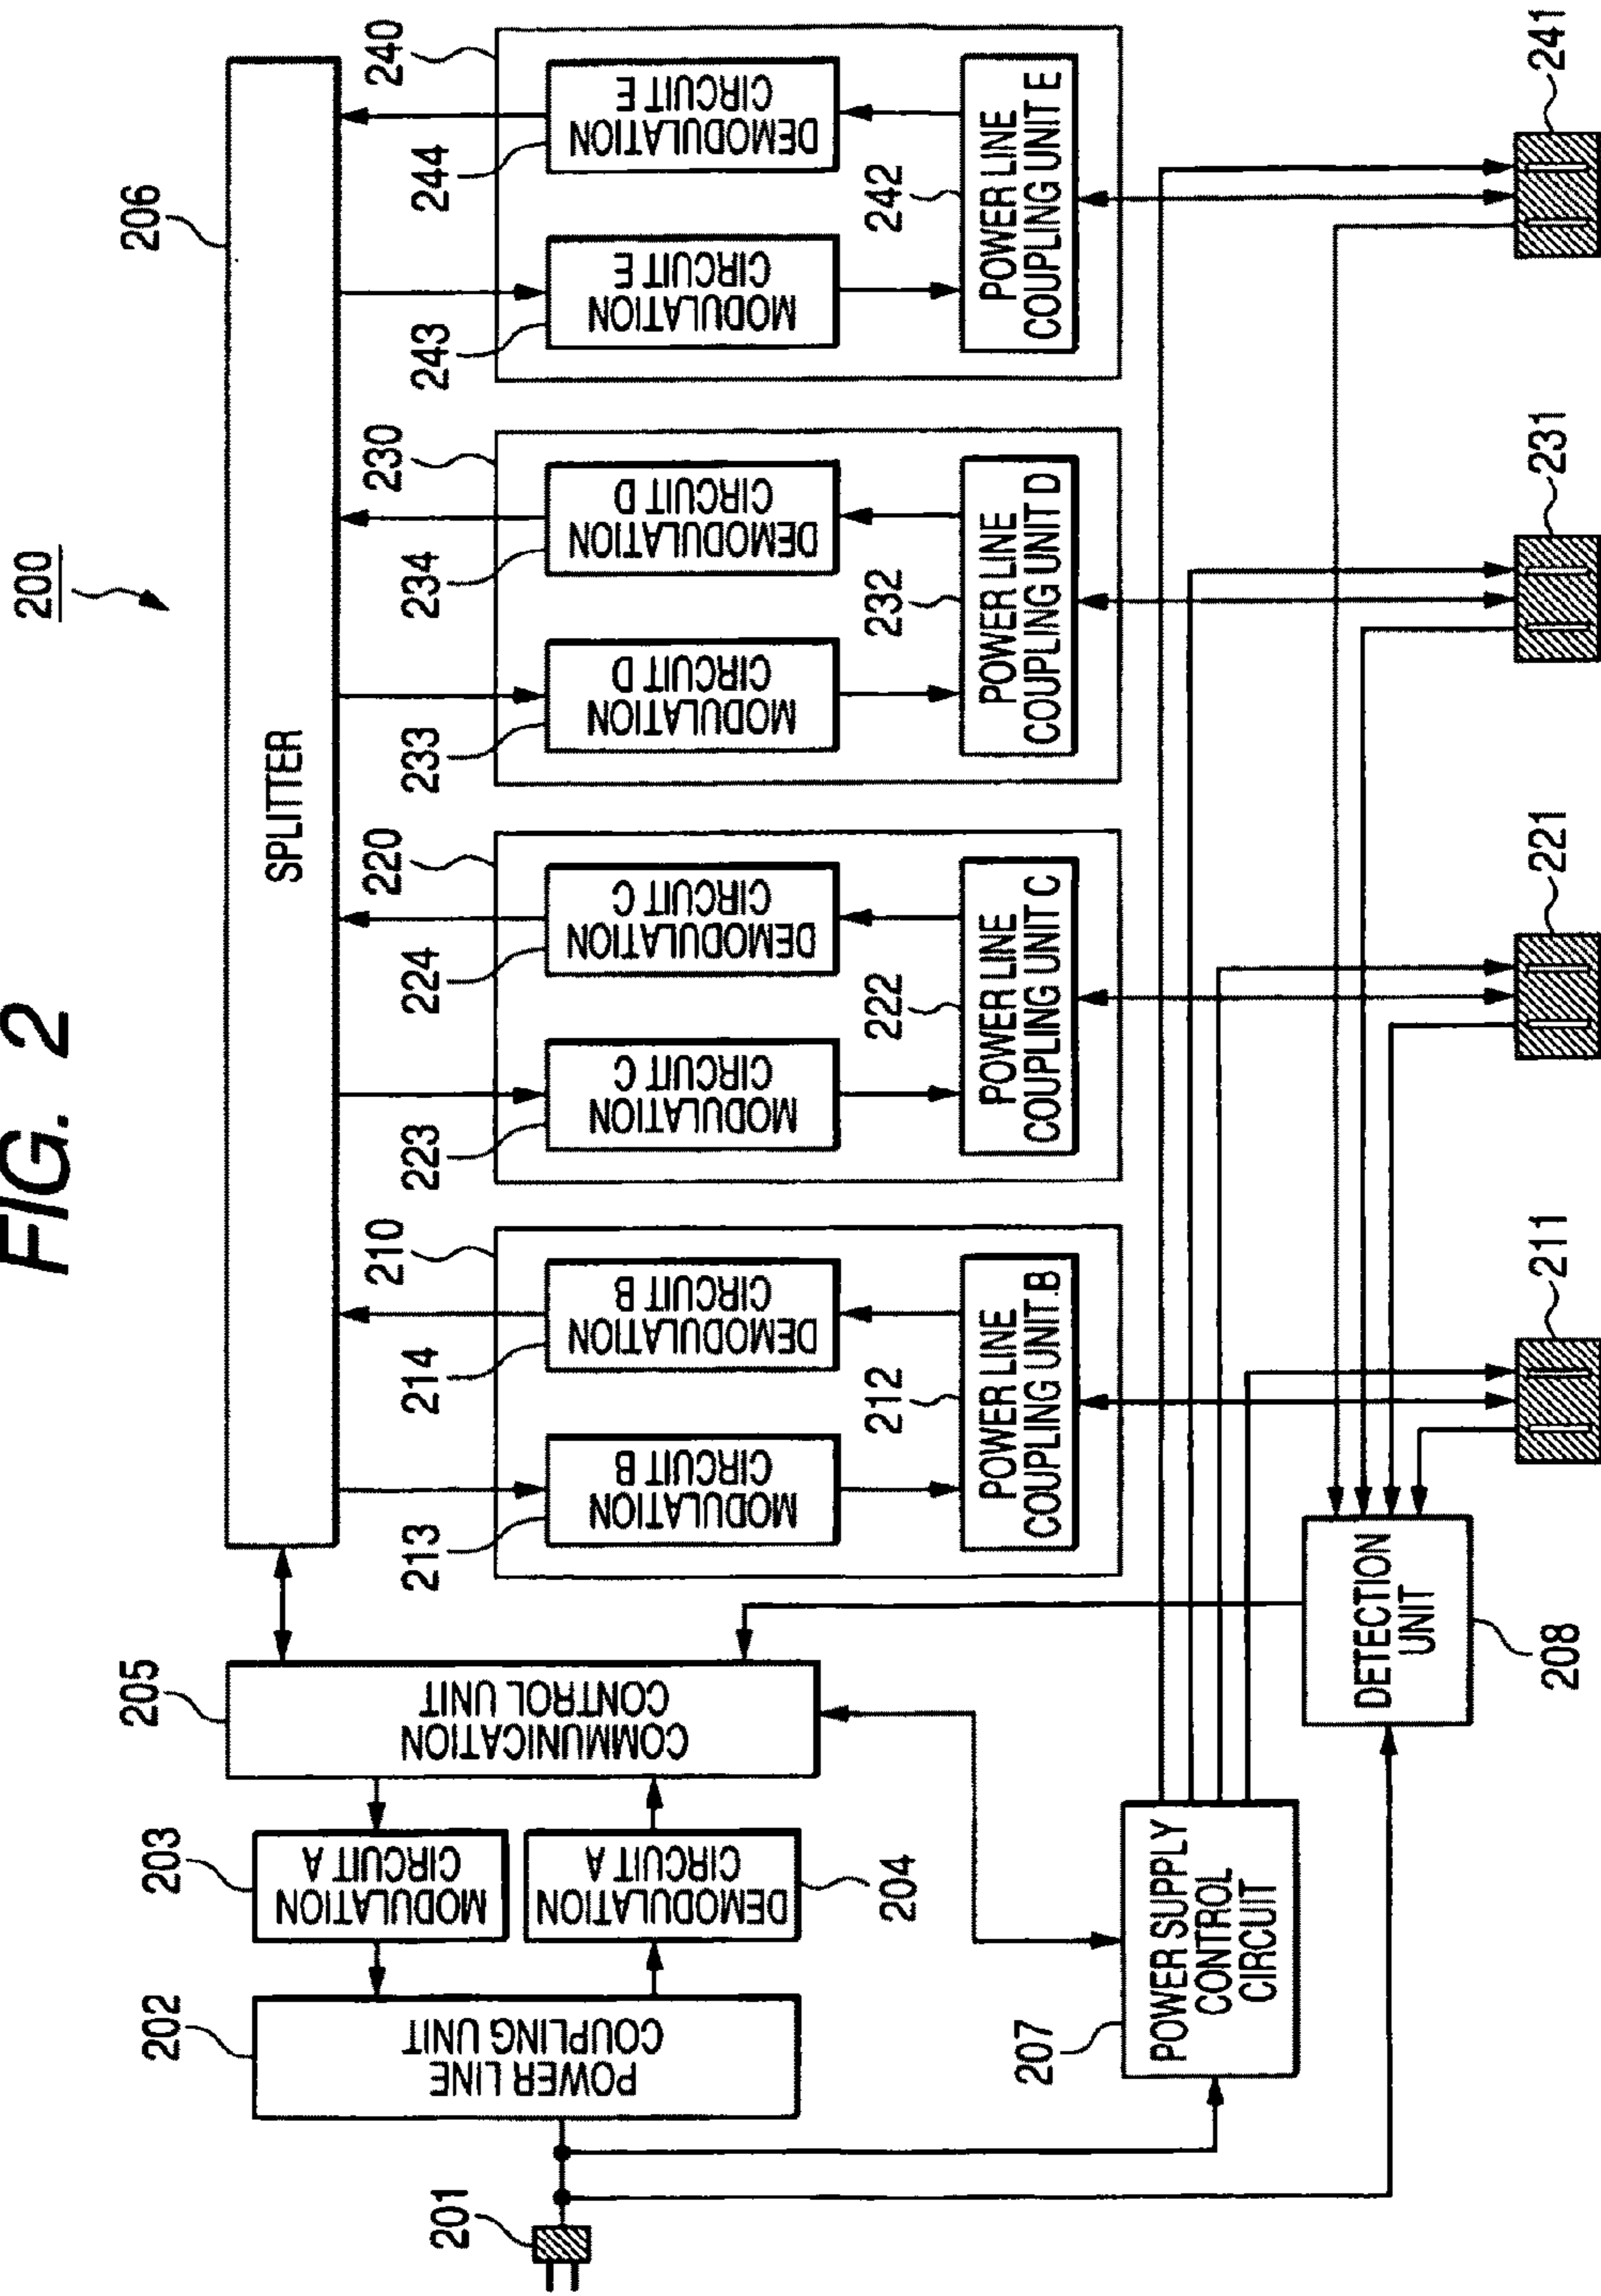 FIG. 2
200
206
SPLITTER
205
COMMUNICATION
CONTROL UNIT
203
MODULATION
CIRCUIT A
DEMODULATION
CIRCUIT A
204
202
POWER LINE
COUPLING UNIT
201
207
POWER SUPPLY
CONTROL
CIRCUIT
DETECTION
UNIT
208
210
213
MODULATION
CIRCUIT B
214
DEMODULATION
CIRCUIT B
212
POWER LINE
COUPLING UNIT.B
211
220
223
MODULATION
CIRCUIT C
224
DEMODULATION
CIRCUIT C
222
POWER LINE
COUPLING UNIT C
221
230
233
MODULATION
CIRCUIT D
234
DEMODULATION
CIRCUIT D
232
POWER LINE
COUPLING UNIT D
231
240
243
MODULATION
CIRCUIT E
244
DEMODULATION
CIRCUIT E
242
POWER LINE
COUPLING UNIT E
241